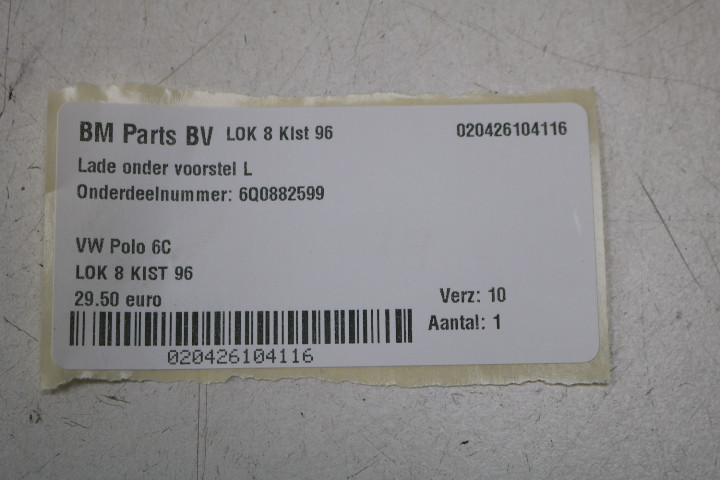 BM Parts BV LOK 8 KIst 96 020426104116
Lade onder voorstel L
Onderdeelnummer: 6Q0882599
VW Polo 6C
LOK 8 KIST 96
29.50 euro
Verz: 10
Aantal: 1
020426104116